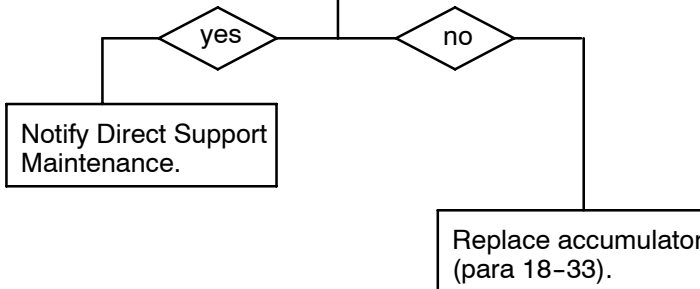 yes
no
Notify Direct Support
Maintenance.
Replace accumulator
(para 18-33).